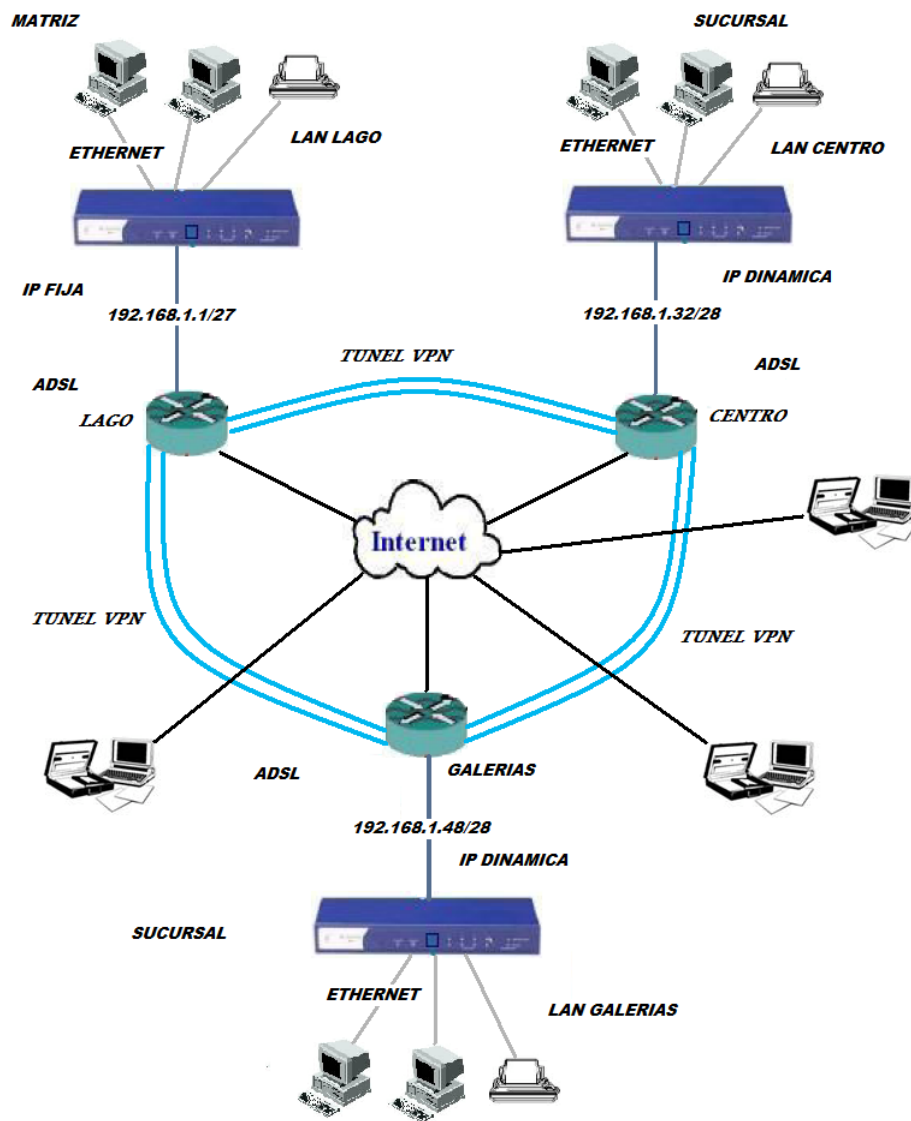 MATRIZ
SUCURSAL
LAN LAGO
ETHERNET
ETHERNET
LAN CENTRO
IP FIJA
192.168.1.1/27
IP DINAMICA
192.168.1.32/28
TUNEL VPN
ADSL
LAGO
ADSL
CENTRO
Internet
TUNEL VPN
TUNEL VPN
ADSL
GALERIAS
192.168.1.48/28
IP DINAMICA
SUCURSAL
ETHERNET
LAN GALERIAS